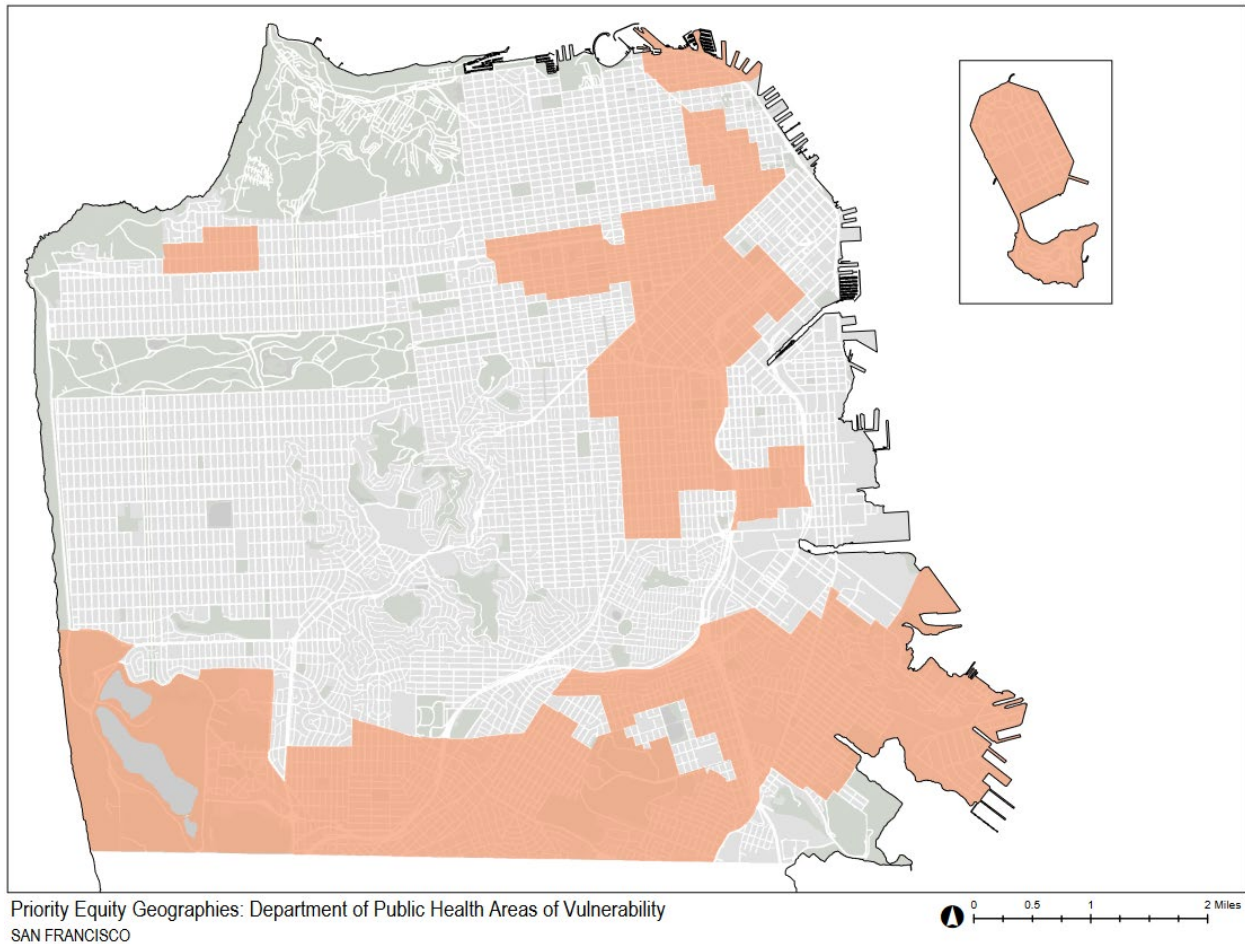 Priority Equity Geographies: Department of Public Health Areas of Vulnerability
SAN FRANCISCO
0 0.5 1 2 Miles